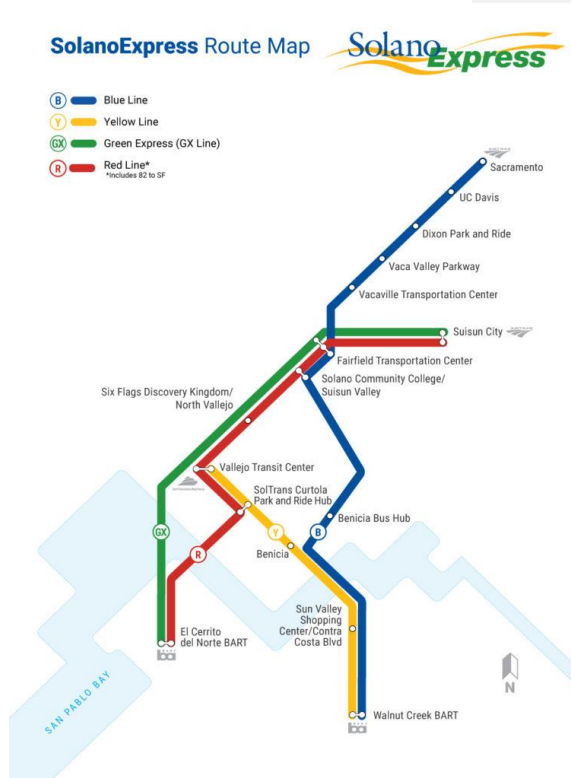 SolanoExpress Route Map
Solano
Express
B Blue Line
Y Yellow Line
GX Green Express (GX Line)
R Red Line*
*Includes 82 to SF
Sacramento
UC Davis
Dixon Park and Ride
Vaca Valley Parkway
Vacaville Transportation Center
Suisun City
Fairfield Transportation Center
Solano Community College/
Suisun Valley
Six Flags Discovery Kingdom/
North Vallejo
Vallejo Transit Center
SolTrans Curtola
Park and Ride Hub
Benicia Bus Hub
GX
Y
B
R
Benicia
Sun Valley
Shopping
Center/Contra
Costa Blvd
El Cerrito
del Norte BART
SAN PABLO BAY
N
Walnut Creek BART